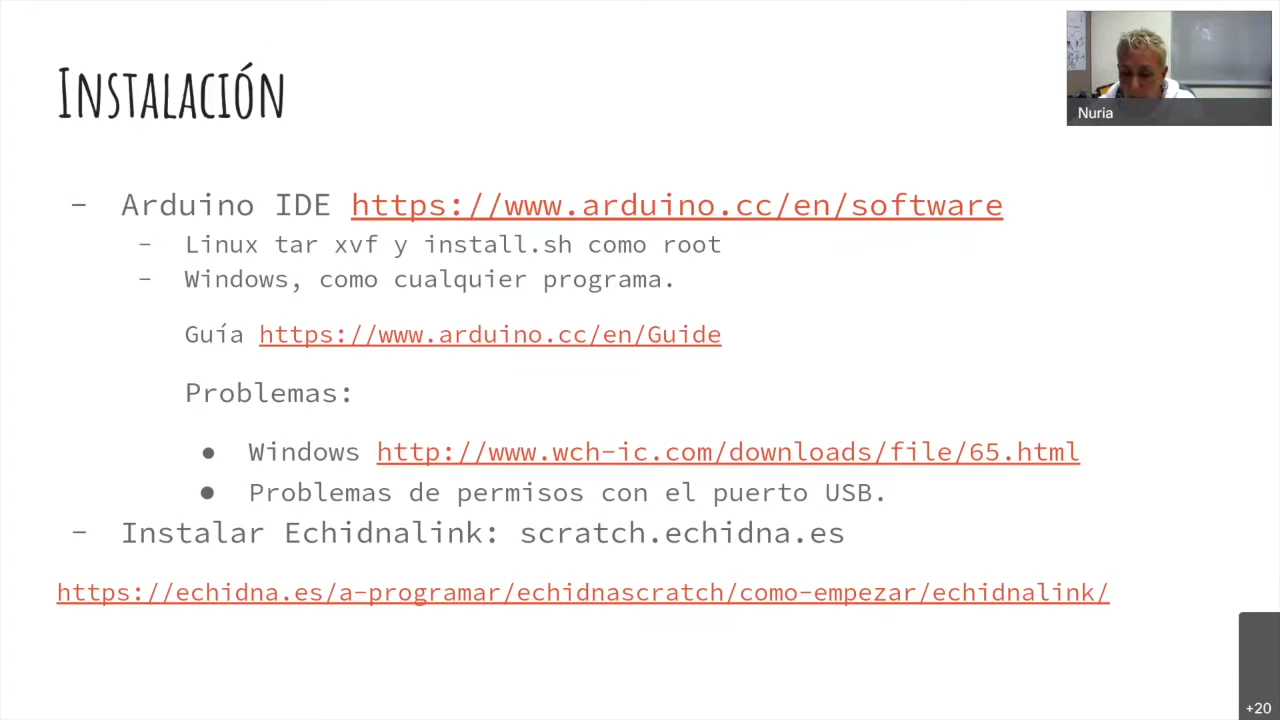 INSTALACIÓN
Nuria
- Arduino IDE https://www.arduino.cc/en/software
- Linux tar xvf y install.sh como root
- Windows, como cualquier programa.
Guía https://www.arduino.cc/en/Guide
Problemas:
● Windows http://www.wch-ic.com/downloads/file/65.html
● Problemas de permisos con el puerto USB.
- Instalar Echidnalink: scratch.echidna.es
https://echidna.es/a-programar/echidnascratch/como-empezar/echidnalink/
+20